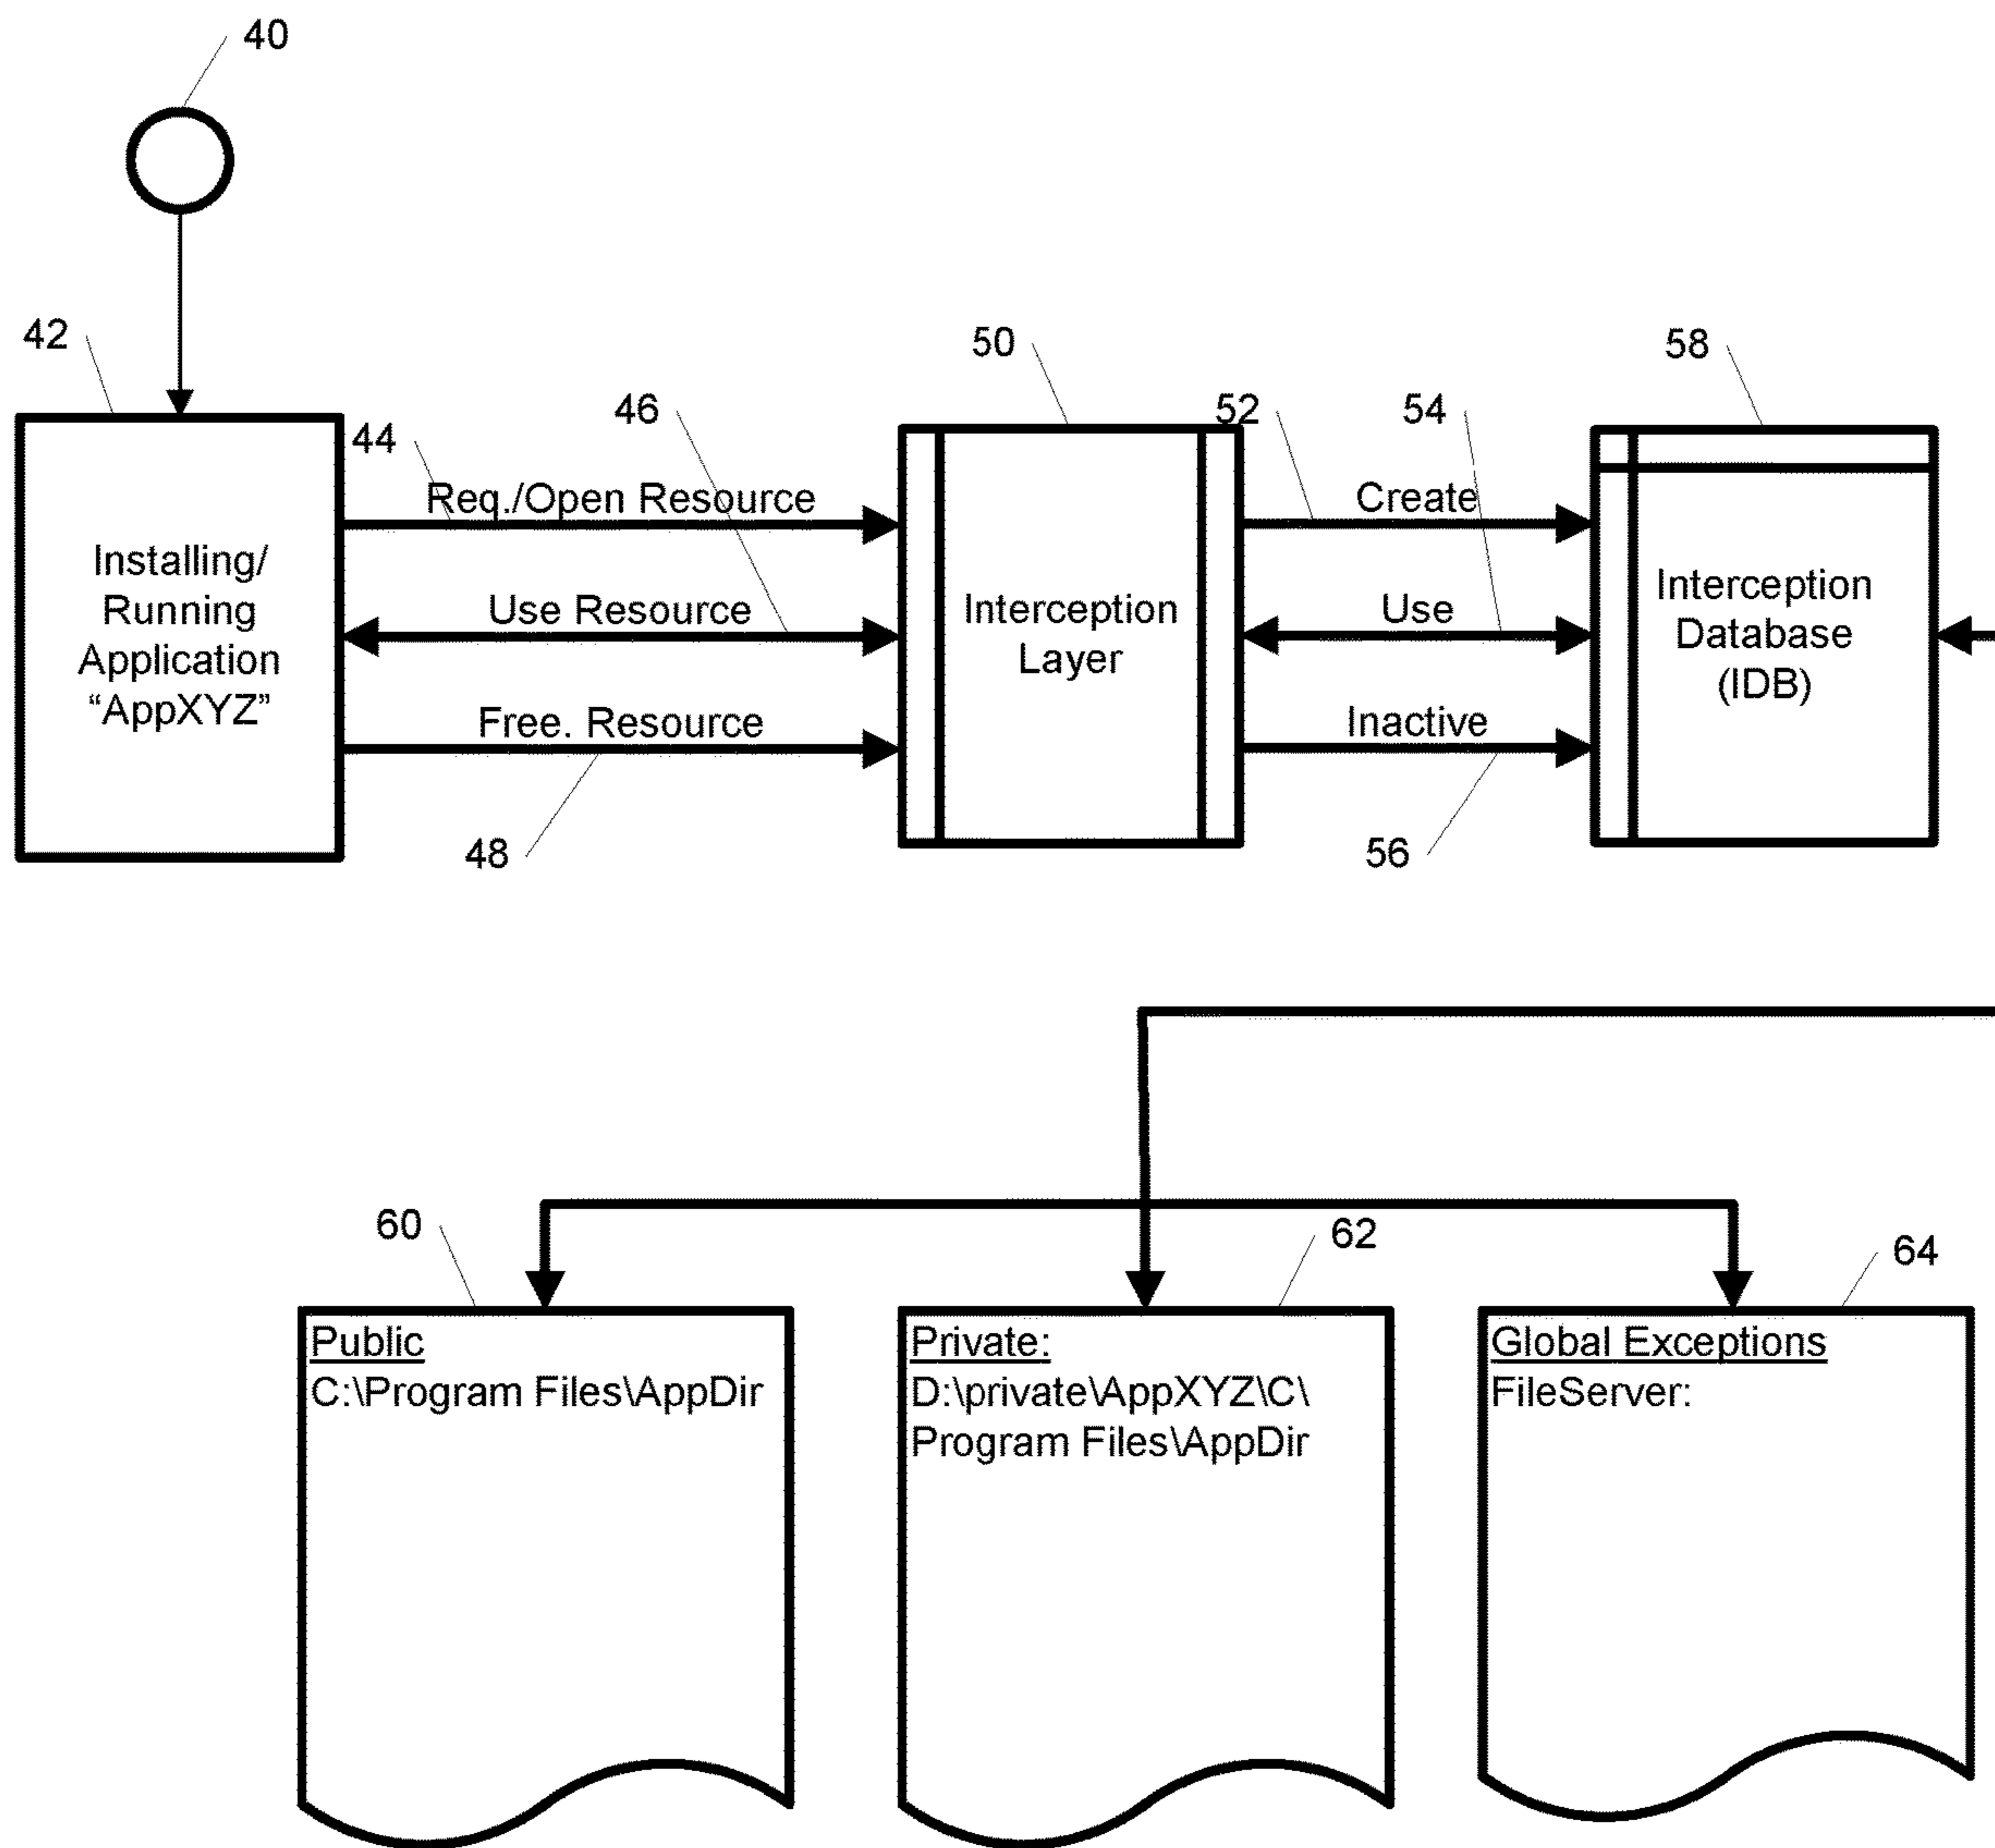 40
42
50
58
46
52
54
44
Req./Open Resource
Create
Installing/
Running
Application
“AppXYZ”
Use Resource
Interception
Layer
Use
Interception
Database
(IDB)
Free. Resource
Inactive
48
56
60
62
64
Public
C:\Program Files\AppDir
Private:
D:\private\AppXYZ\C\
Program Files\AppDir
Global Exceptions
FileServer: